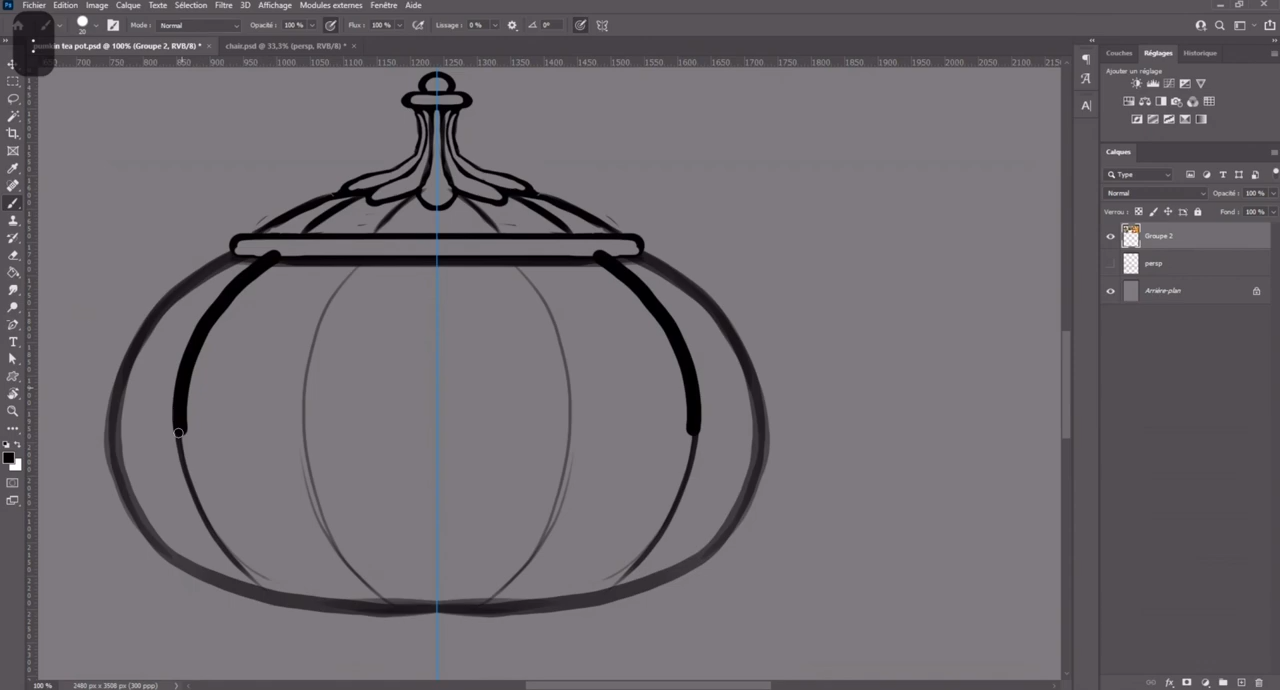 Fichier Edition Image Calque Texte Sélection Filtre 3D Affichage Modules externes Fenêtre Aide
20 Mode : Normal Opacité : 100 % Flux : 100 % Lissage : 0 % 0°
pumkin tea pot.psd @ 100% (Groupe 2, RVB/8) * × chair.psd @ 33,3% (persp, RVB/8) * ×
750 800 850 900 950 1000 1050 1100 1150 1200 1250 1300 1350 1400 1450 1500 1550 1600 1650 1700 1750 1800 1850 1900 1950 2000 2050
Couches Réglages Historique
Ajouter un réglage
Calques
Type
Normal Opacité : 100 %
Verrou : Fond : 100 %
Groupe 2
persp
Arrière-plan
100 % 2480 px x 3508 px (300 ppp)